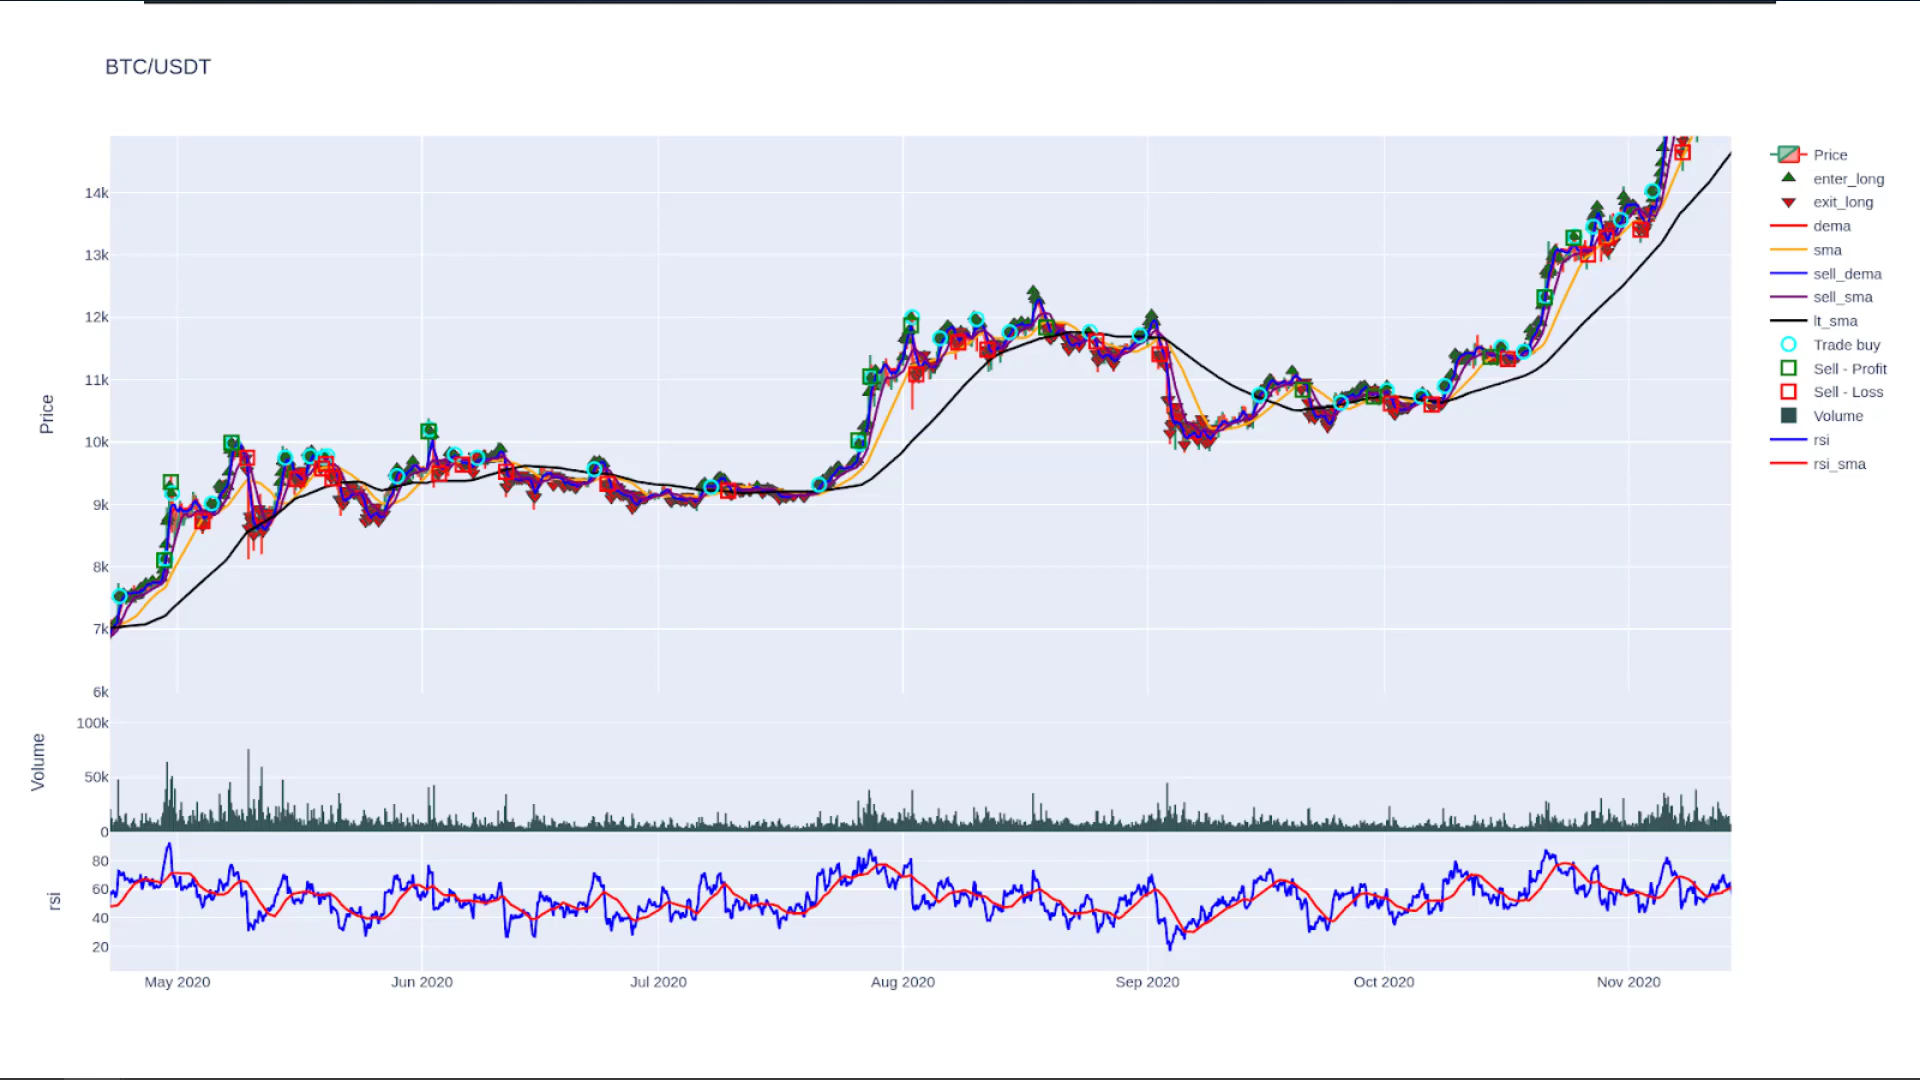 BTC/USDT
Price
14k
13k
12k
11k
10k
9k
8k
7k
6k
Volume
100k
50k
0
rsi
80
60
40
20
May 2020
Jun 2020
Jul 2020
Aug 2020
Sep 2020
Oct 2020
Nov 2020
Price
enter_long
exit_long
dema
sma
sell_dema
sell_sma
lt_sma
Trade buy
Sell - Profit
Sell - Loss
Volume
rsi
rsi_sma